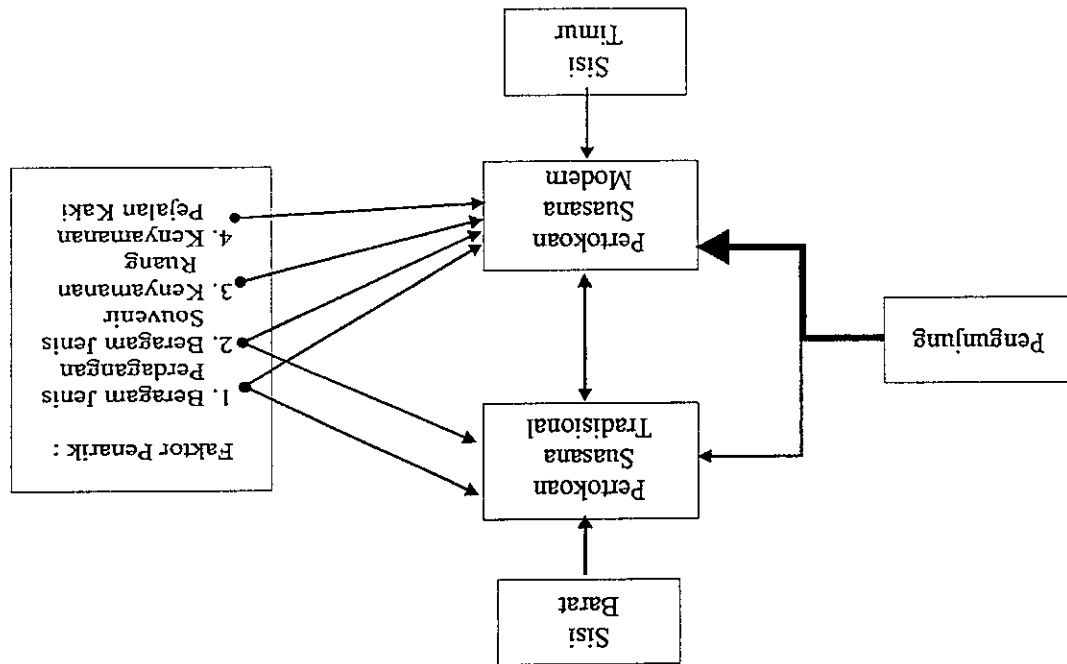 Sisi
Barat
Pertokoan
Suasana
Tradisional
Pengunjung
Pertokoan
Suasana
Modern
Sisi
Timur
Faktor Penarik :
1. Beragam Jenis
Perdagangan
2. Beragam Jenis
Souvenir
3. Kenyamanan
Ruang
4. Kenyamanan
Pejalan Kaki